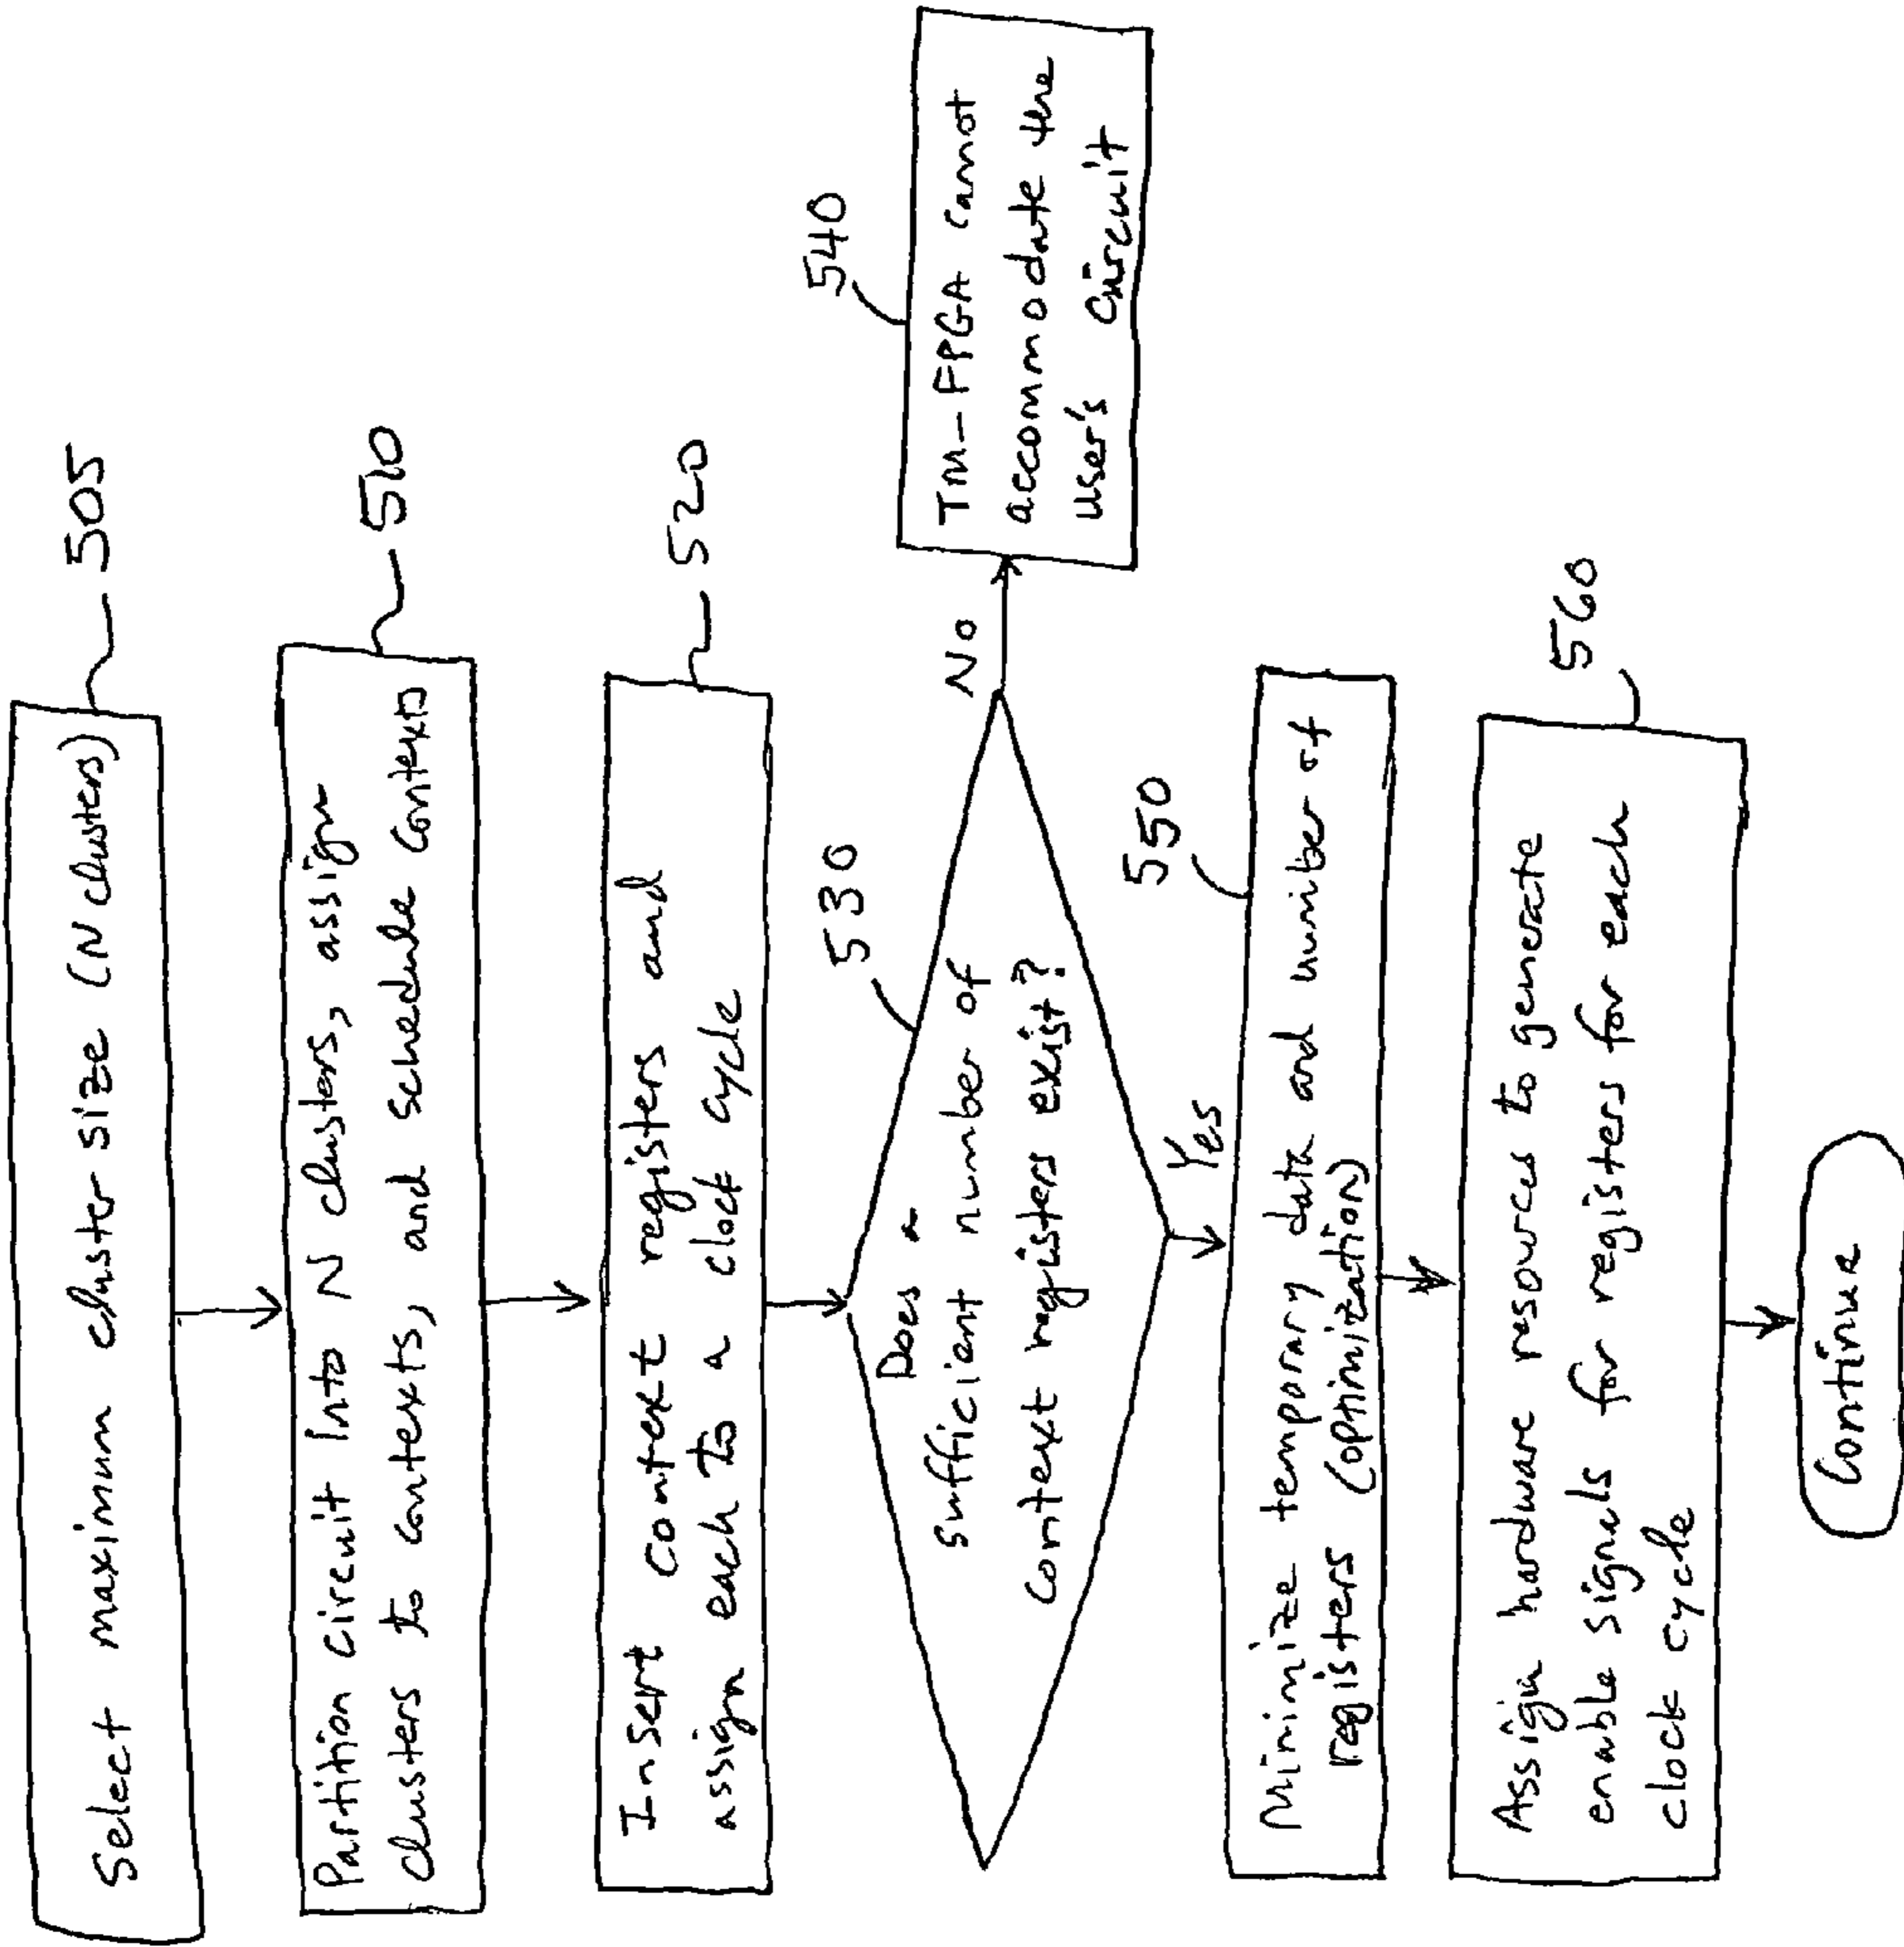 Select maximum cluster size (N clusters)
505
Partition circuit Into N clusters, assign
clusters to contexts, and schedule contexts
510
Insert context registers and
assign each to a clock cycle
520
Does a
sufficient number of
context registers exist?
530
No
TM-FPGA cannot
accommodate the
user's circuit
540
Yes
Minimize temporary data and number of
registers (optimization)
550
Assign hardware resources to generate
enable signals for registers for each
clock cycle
560
Continue